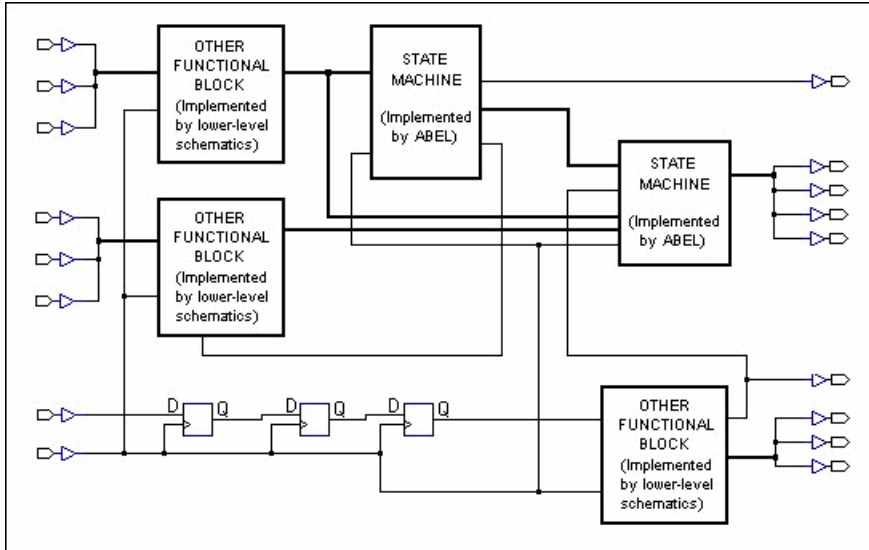 OTHER
FUNCTIONAL
BLOCK
(Implemented
by lower-level
schematics)
STATE
MACHINE
(Implemented
by ABEL)
STATE
MACHINE
(Implemented
by ABEL)
OTHER
FUNCTIONAL
BLOCK
(Implemented
by lower-level
schematics)
D Q D Q D Q
OTHER
FUNCTIONAL
BLOCK
(Implemented
by lower-level
schematics)